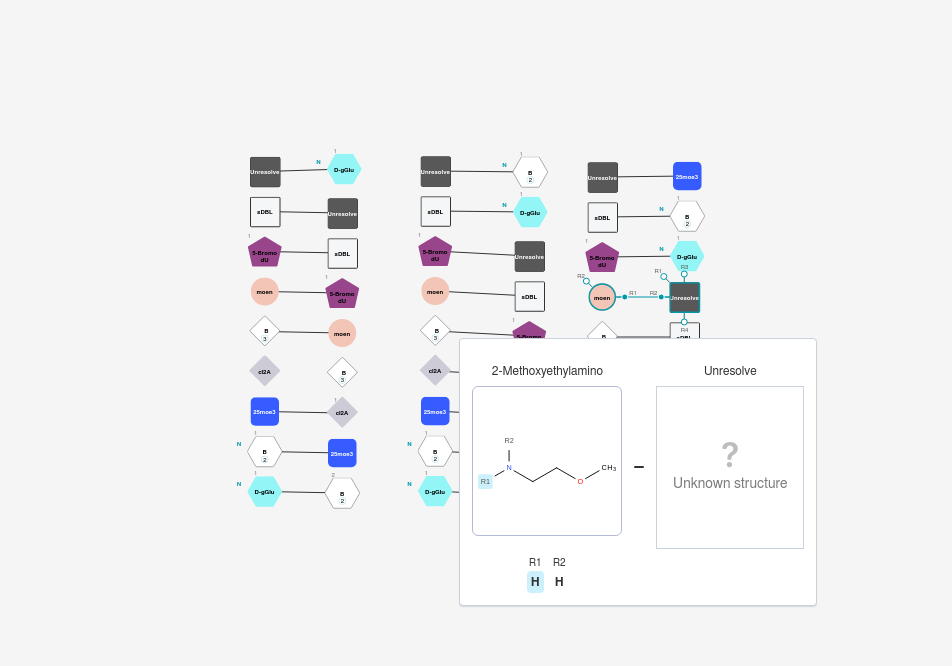 1
N
D-gGlu
Unresolve
sDBL
Unresolve
1
5-Bromo
dU
sDBL
moen
1
5-Bromo
dU
1
B
3
moen
cl2A
B
3
25moe3
1
cl2A
N
1
B
2
25moe3
N
1
D-gGlu
2
B
2
1
N
Unresolve
B
2
sDBL
N
1
D-gGlu
1
5-Bromo
dU
Unresolve
moen
sDBL
1
B
3
1
5-Bromo
cl2A
25moe3
N
1
B
2
N
1
D-gGlu
Unresolve
25moe3
sDBL
N
1
B
2
1
5-Bromo
dU
N
1
D-gGlu
R2
moen
R1
R2
R1
R3
Unresolve
R4
B
2-Methoxyethylamino
Unresolve
R2
R1
N
O
CH3
?
Unknown structure
R1 R2
H H